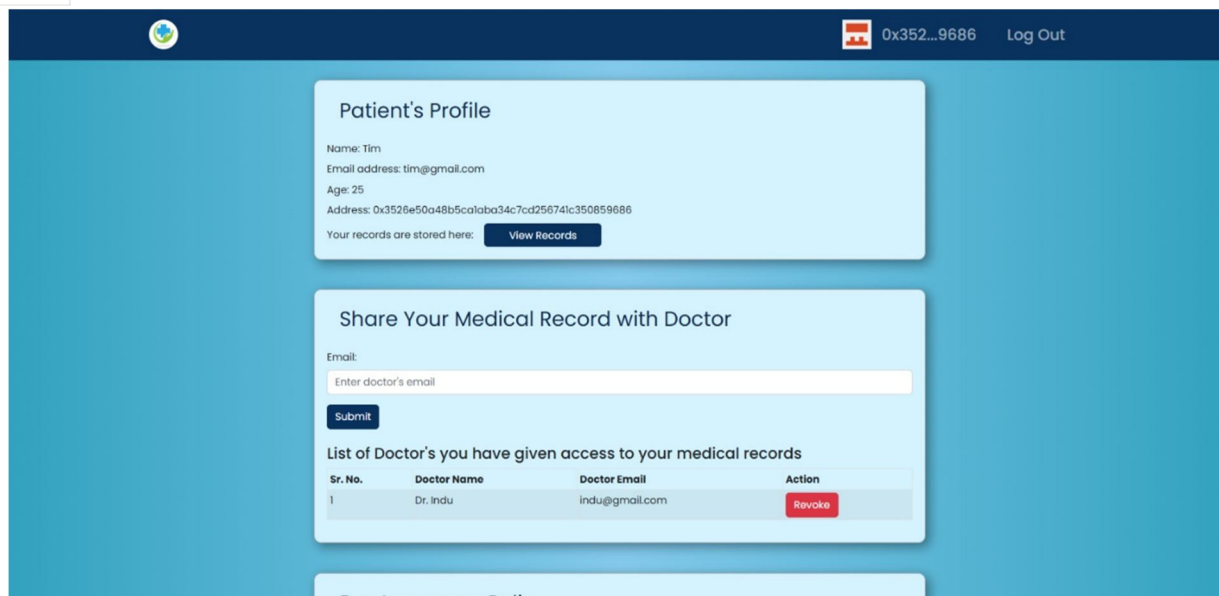 0x352...9686 Log Out
Patient's Profile
Name: Tim
Email address: tim@gmail.com
Age: 25
Address: 0x3526e50a48b5ca1aba34c7cd256741c350859686
Your records are stored here: View Records
Share Your Medical Record with Doctor
Email:
Enter doctor's email
Submit
List of Doctor's you have given access to your medical records
Sr. No. Doctor Name Doctor Email Action
1 Dr. Indu indu@gmail.com Revoke